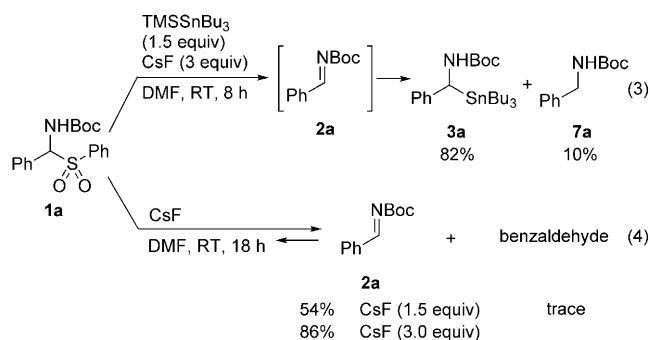 TMSSnBu3
(1.5 equiv)
CsF (3 equiv)
DMF, RT, 8 h
NBoc
Ph
2a
NHBoc
Ph
SnBu3
3a
82%
+
NHBoc
Ph
7a
10%
(3)
NHBoc
Ph
S
Ph
O
O
1a
CsF
DMF, RT, 18 h
NBoc
Ph
2a
+
benzaldehyde
(4)
54% CsF (1.5 equiv) trace
86% CsF (3.0 equiv)